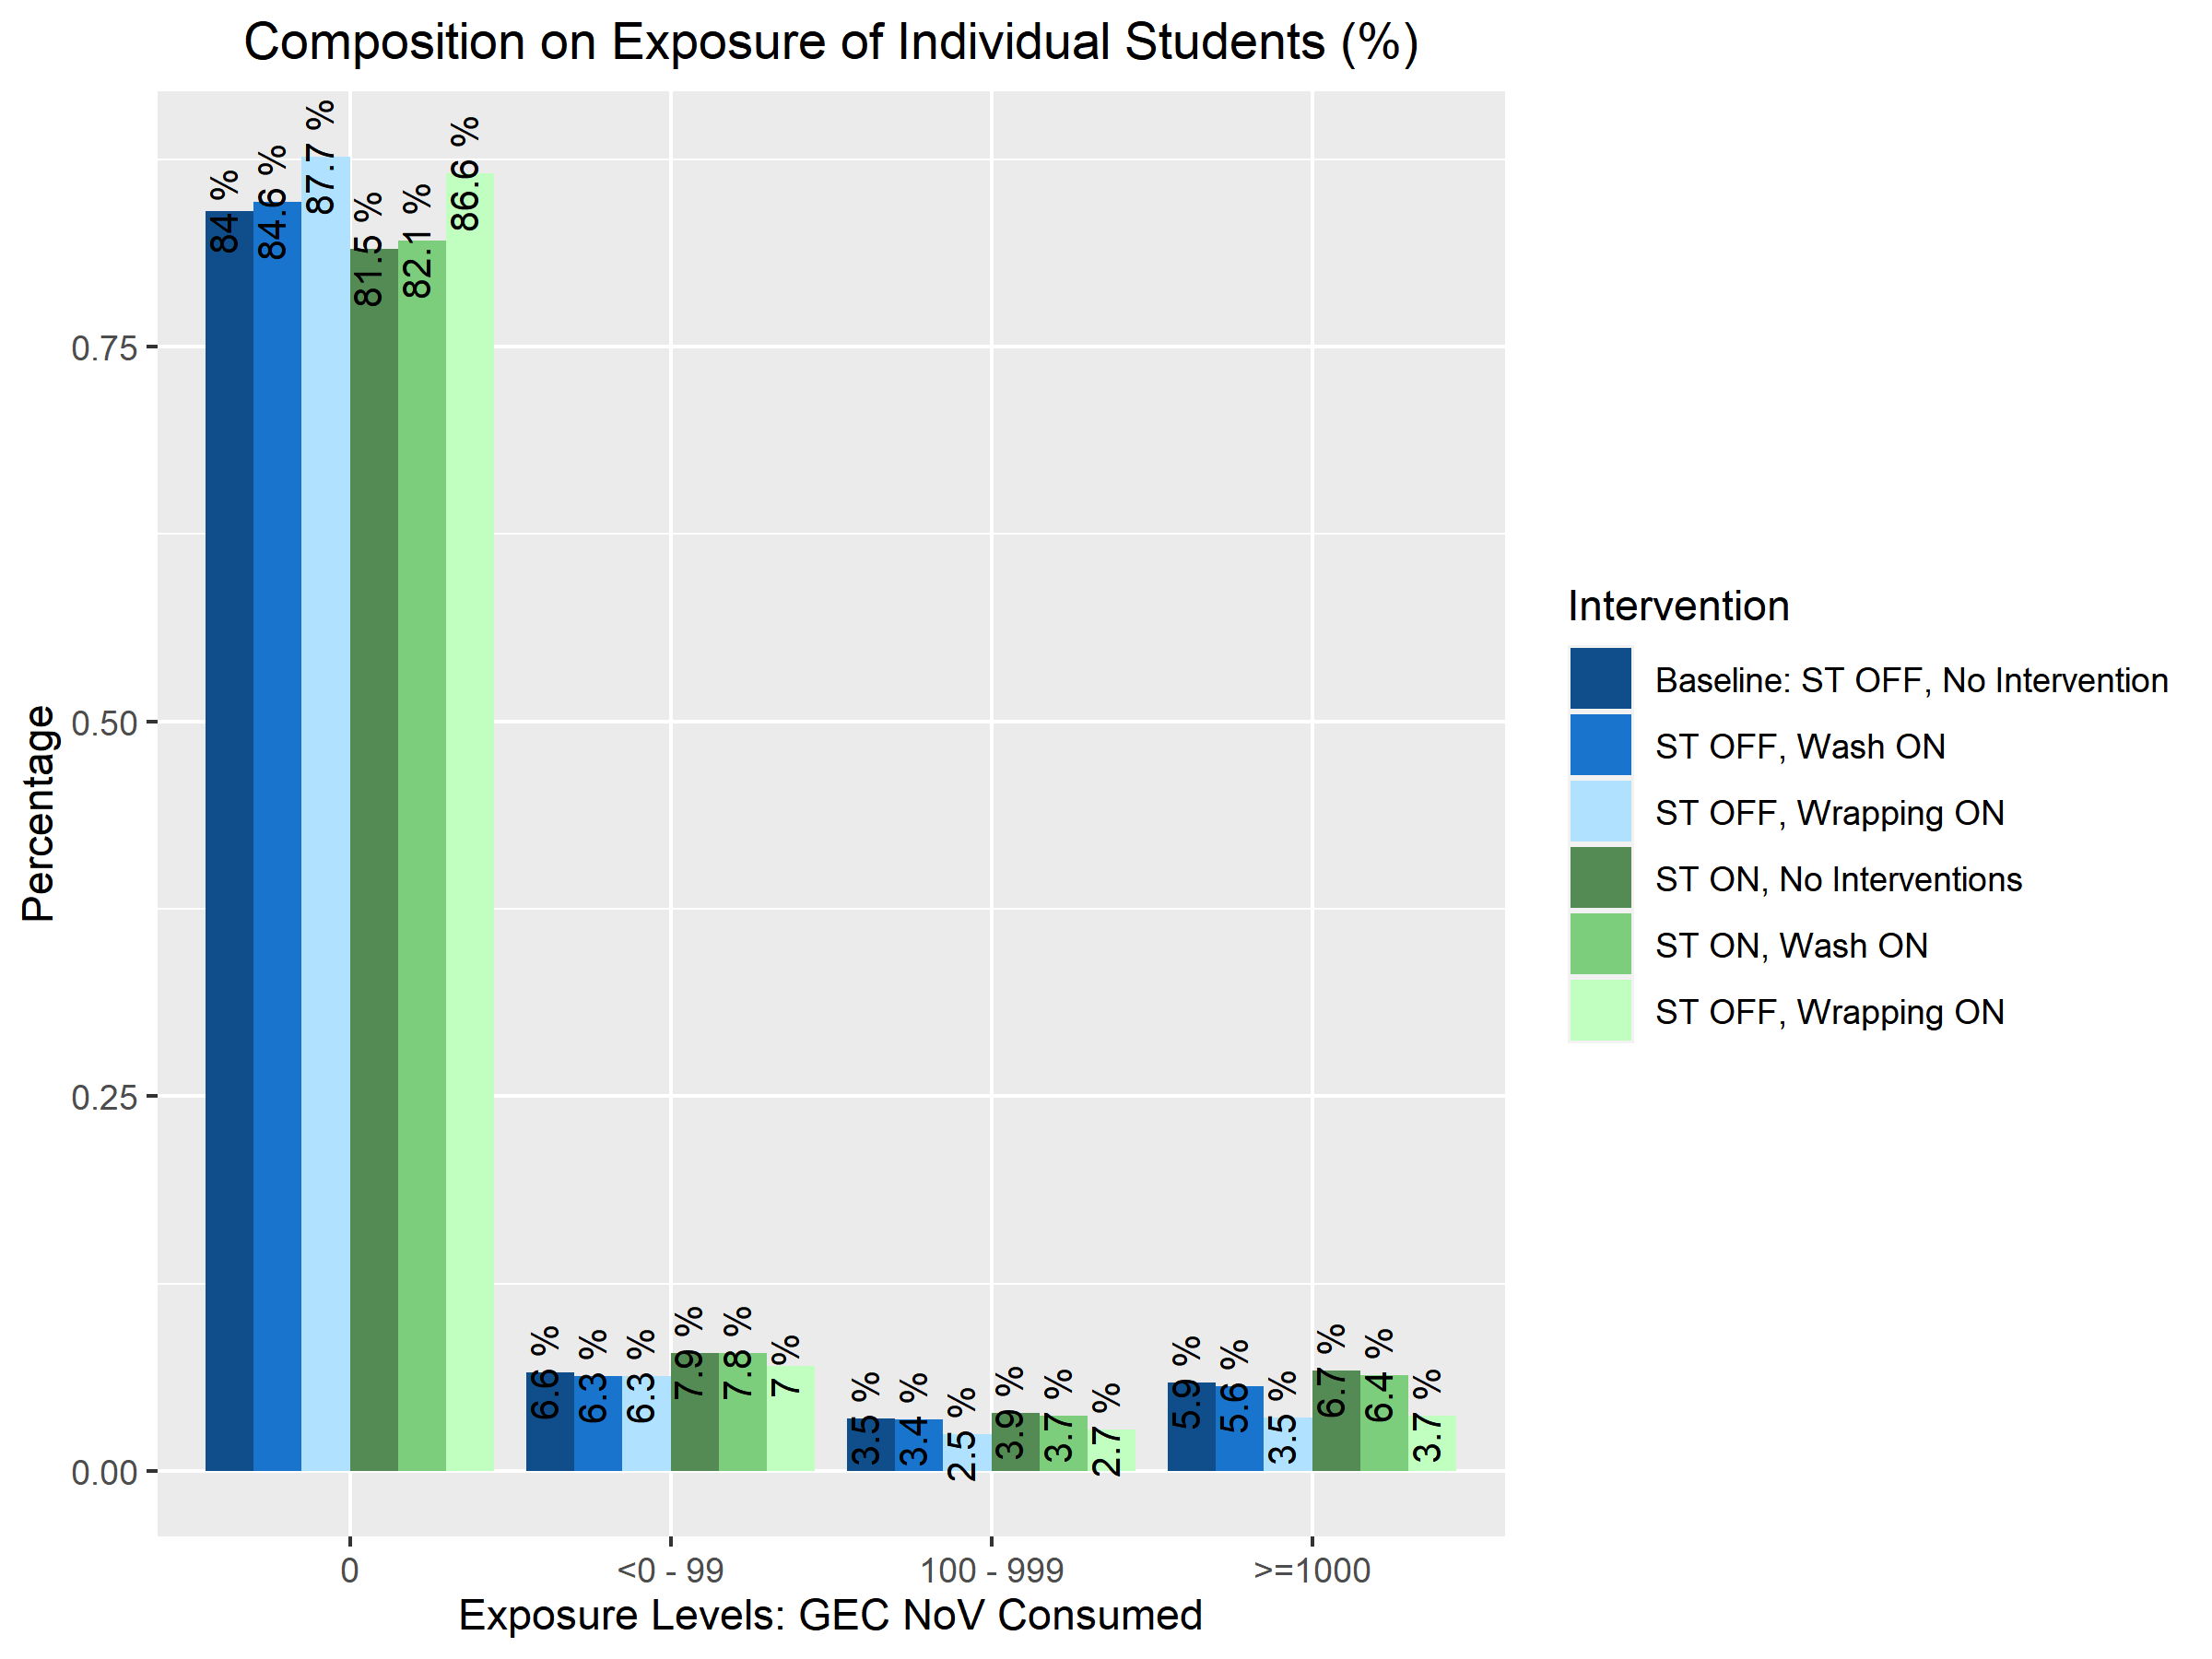 Composition on Exposure of Individual Students (%)
Percentage
0.75
0.50
0.25
0.00
84 %
84.6 %
87.7 %
81.5 %
82.1 %
86.6 %
6.6 %
6.3 %
6.3 %
7.9 %
7.8 %
7 %
3.5 %
3.4 %
2.5 %
3.9 %
3.7 %
2.7 %
5.9 %
5.6 %
3.5 %
6.7 %
6.4 %
3.7 %
0
<0 - 99
100 - 999
>=1000
Exposure Levels: GEC NoV Consumed
Intervention
Baseline: ST OFF, No Intervention
ST OFF, Wash ON
ST OFF, Wrapping ON
ST ON, No Interventions
ST ON, Wash ON
ST OFF, Wrapping ON